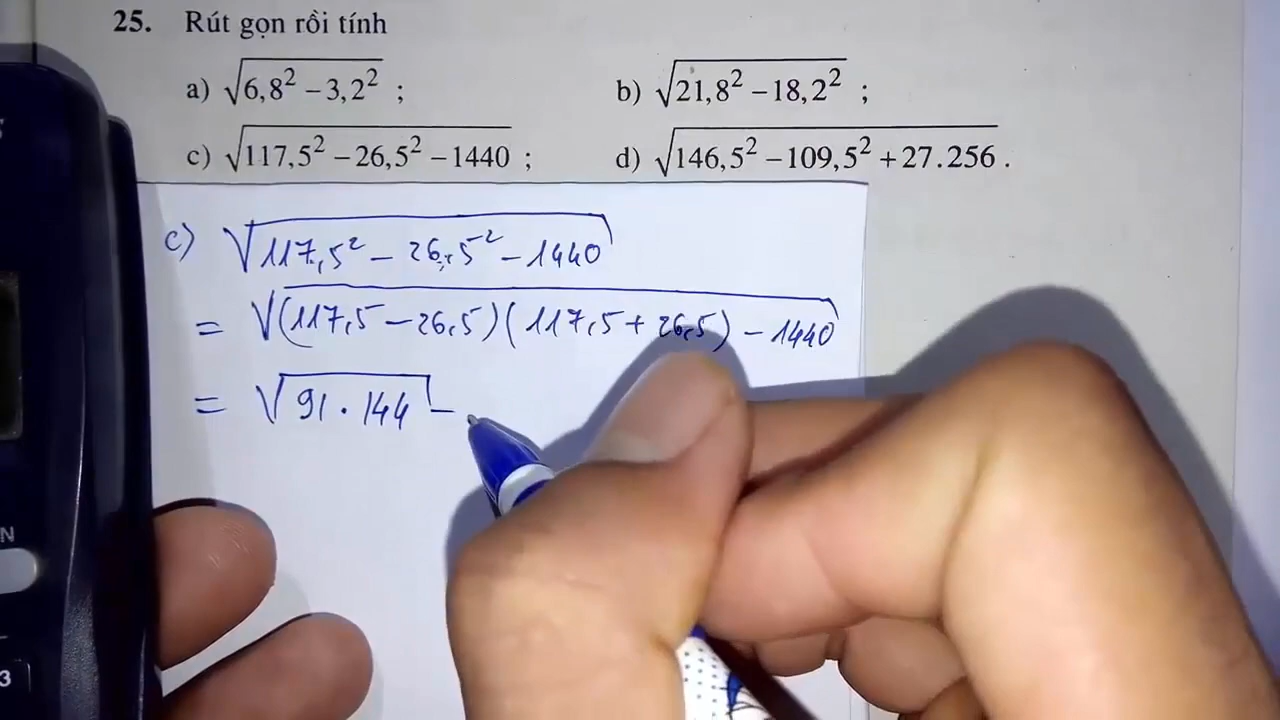 25. Rút gọn rồi tính
a) √(6,8² − 3,2²) ; b) √(21,8² − 18,2²) ;
c) √(117,5² − 26,5² − 1440) ; d) √(146,5² − 109,5² + 27.256) .
c) √(117,5² − 26,5² − 1440)
= √((117,5 − 26,5)(117,5 + 26,5) − 1440)
= √(91 . 144) −
N
3